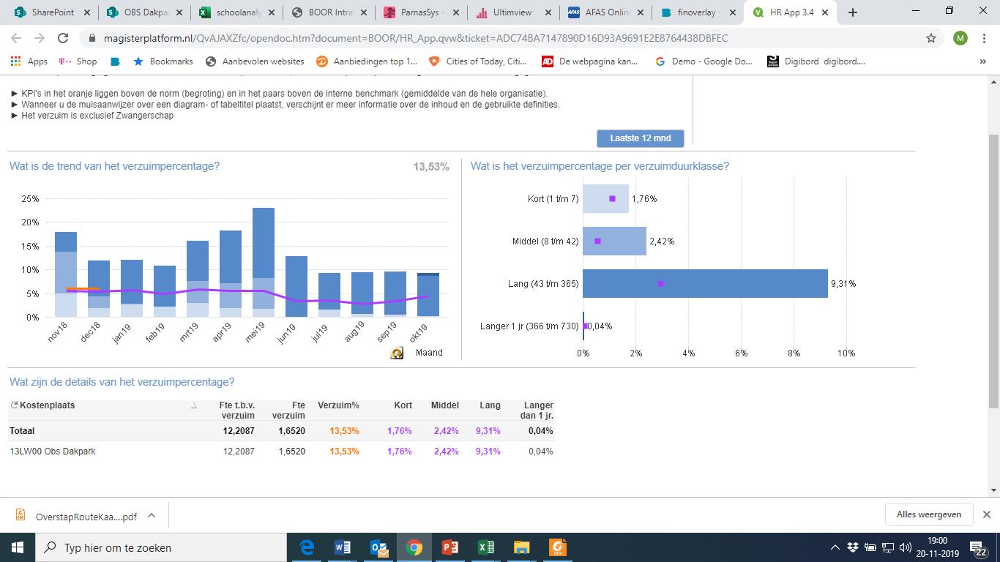 SharePoint
OBS Dakpar
schoolanaly
BOOR Intra
ParnasSys -
Ultimview
AFAS Onlin
finoverlay -
HR App 3.4
magisterplatform.nl/QvAJAXZfc/opendoc.htm?document=BOOR/HR_App.qvw&ticket=ADC74BA7147890D16D93A9691E2E8764438DBFEC
M
Apps
Shop
Bookmarks
Aanbevolen websites
Aanbiedingen top 1...
Cities of Today, Citi...
De webpagina kan...
Demo - Google Do...
Digibord digibord....
»
► KPI's in het oranje liggen boven de norm (begroting) en in het paars boven de interne benchmark (gemiddelde van de hele organisatie).
► Wanneer u de muisaanwijzer over een diagram- of tabeltitel plaatst, verschijnt er meer informatie over de inhoud en de gebruikte definities.
► Het verzuim is exclusief Zwangerschap
Laatste 12 mnd
Wat is de trend van het verzuimpercentage?
13,53%
25%
20%
15%
10%
5%
0%
nov18
dec18
jan19
feb19
mrt19
apr19
mei19
jun19
jul19
aug19
sep19
okt19
Maand
Wat is het verzuimpercentage per verzuimduurklasse?
Kort (1 t/m 7)
1,76%
Middel (8 t/m 42)
2,42%
Lang (43 t/m 365)
9,31%
Langer 1 jr (366 t/m 730)
0,04%
0%
2%
4%
6%
8%
10%
Wat zijn de details van het verzuimpercentage?
Kostenplaats
Fte t.b.v. verzuim
Fte verzuim
Verzuim%
Kort
Middel
Lang
Langer dan 1 jr.
Totaal 12,2087 1,6520 13,53% 1,76% 2,42% 9,31% 0,04%
13LW00 Obs Dakpark 12,2087 1,6520 13,53% 1,76% 2,42% 9,31% 0,04%
OverstapRouteKaa....pdf
Alles weergeven
Typ hier om te zoeken
19:00
20-11-2019
22